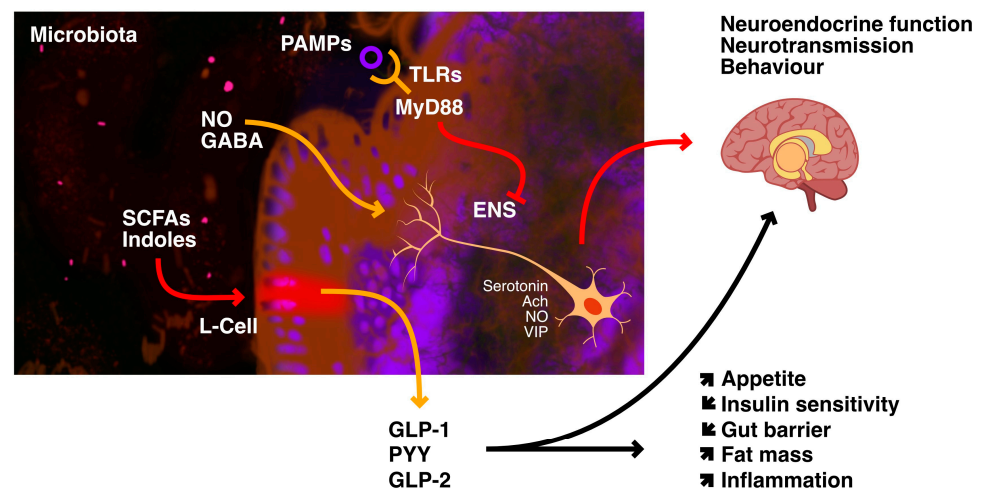 Microbiota
PAMPs
TLRs
MyD88
NO
GABA
ENS
SCFAs
Indoles
L-Cell
Serotonin
Ach
NO
VIP
GLP-1
PYY
GLP-2
Neuroendocrine function
Neurotransmission
Behaviour
Appetite
Insulin sensitivity
Gut barrier
Fat mass
Inflammation